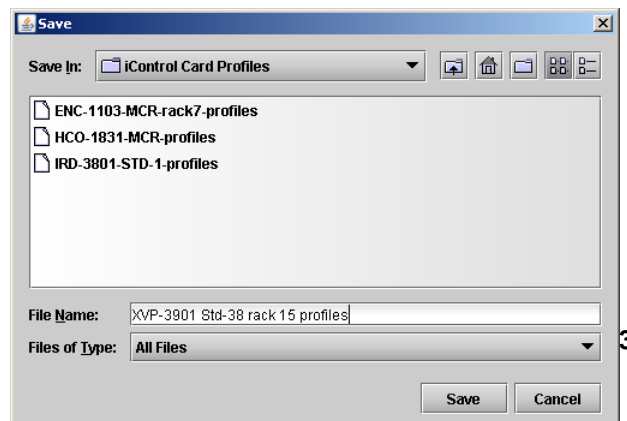 Save
Save In: iControl Card Profiles
ENC-1103-MCR-rack7-profiles
HCO-1831-MCR-profiles
IRD-3801-STD-1-profiles
File Name: XVP-3901 Std-38 rack 15 profiles
Files of Type: All Files
Save Cancel